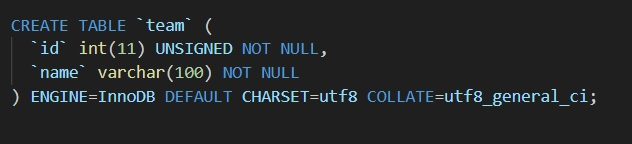 CREATE TABLE `team` (
  `id` int(11) UNSIGNED NOT NULL,
  `name` varchar(100) NOT NULL
) ENGINE=InnoDB DEFAULT CHARSET=utf8 COLLATE=utf8_general_ci;